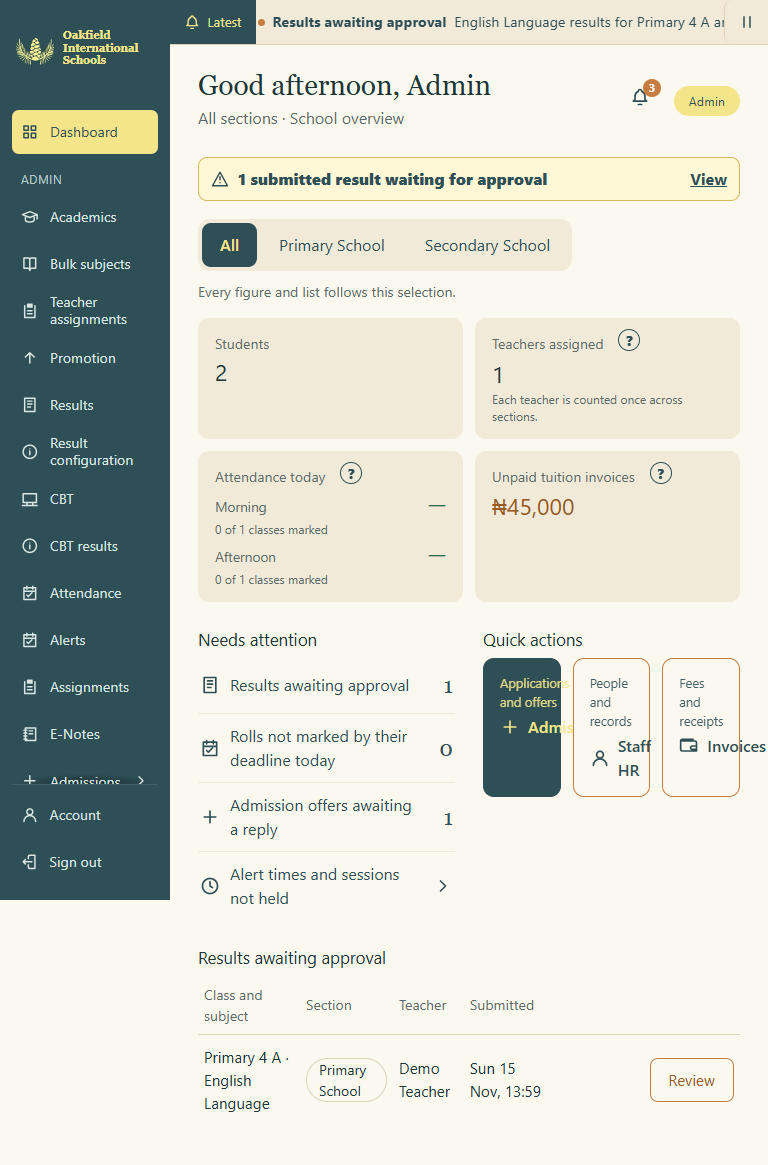 Oakfield
International
Schools
Dashboard
ADMIN
Academics
Bulk subjects
Teacher
assignments
Promotion
Results
Result
configuration
CBT
CBT results
Attendance
Alerts
Assignments
E-Notes
Admissions
Account
Sign out
Latest
Results awaiting approval English Language results for Primary 4 A
Good afternoon, Admin
All sections · School overview
3
Admin
1 submitted result waiting for approval
View
All
Primary School
Secondary School
Every figure and list follows this selection.
Students
2
Teachers assigned ?
1
Each teacher is counted once across
sections.
Attendance today ?
Morning —
0 of 1 classes marked
Afternoon —
0 of 1 classes marked
Unpaid tuition invoices ?
₦45,000
Needs attention
Results awaiting approval 1
Rolls not marked by their
deadline today
0
Admission offers awaiting
a reply
1
Alert times and sessions
not held
Quick actions
Applications
and offers
Admis
People
and
records
Staff
HR
Fees
and
receipts
Invoices
Results awaiting approval
Class and
subject
Section
Teacher
Submitted
Primary 4 A ·
English
Language
Primary
School
Demo
Teacher
Sun 15
Nov, 13:59
Review